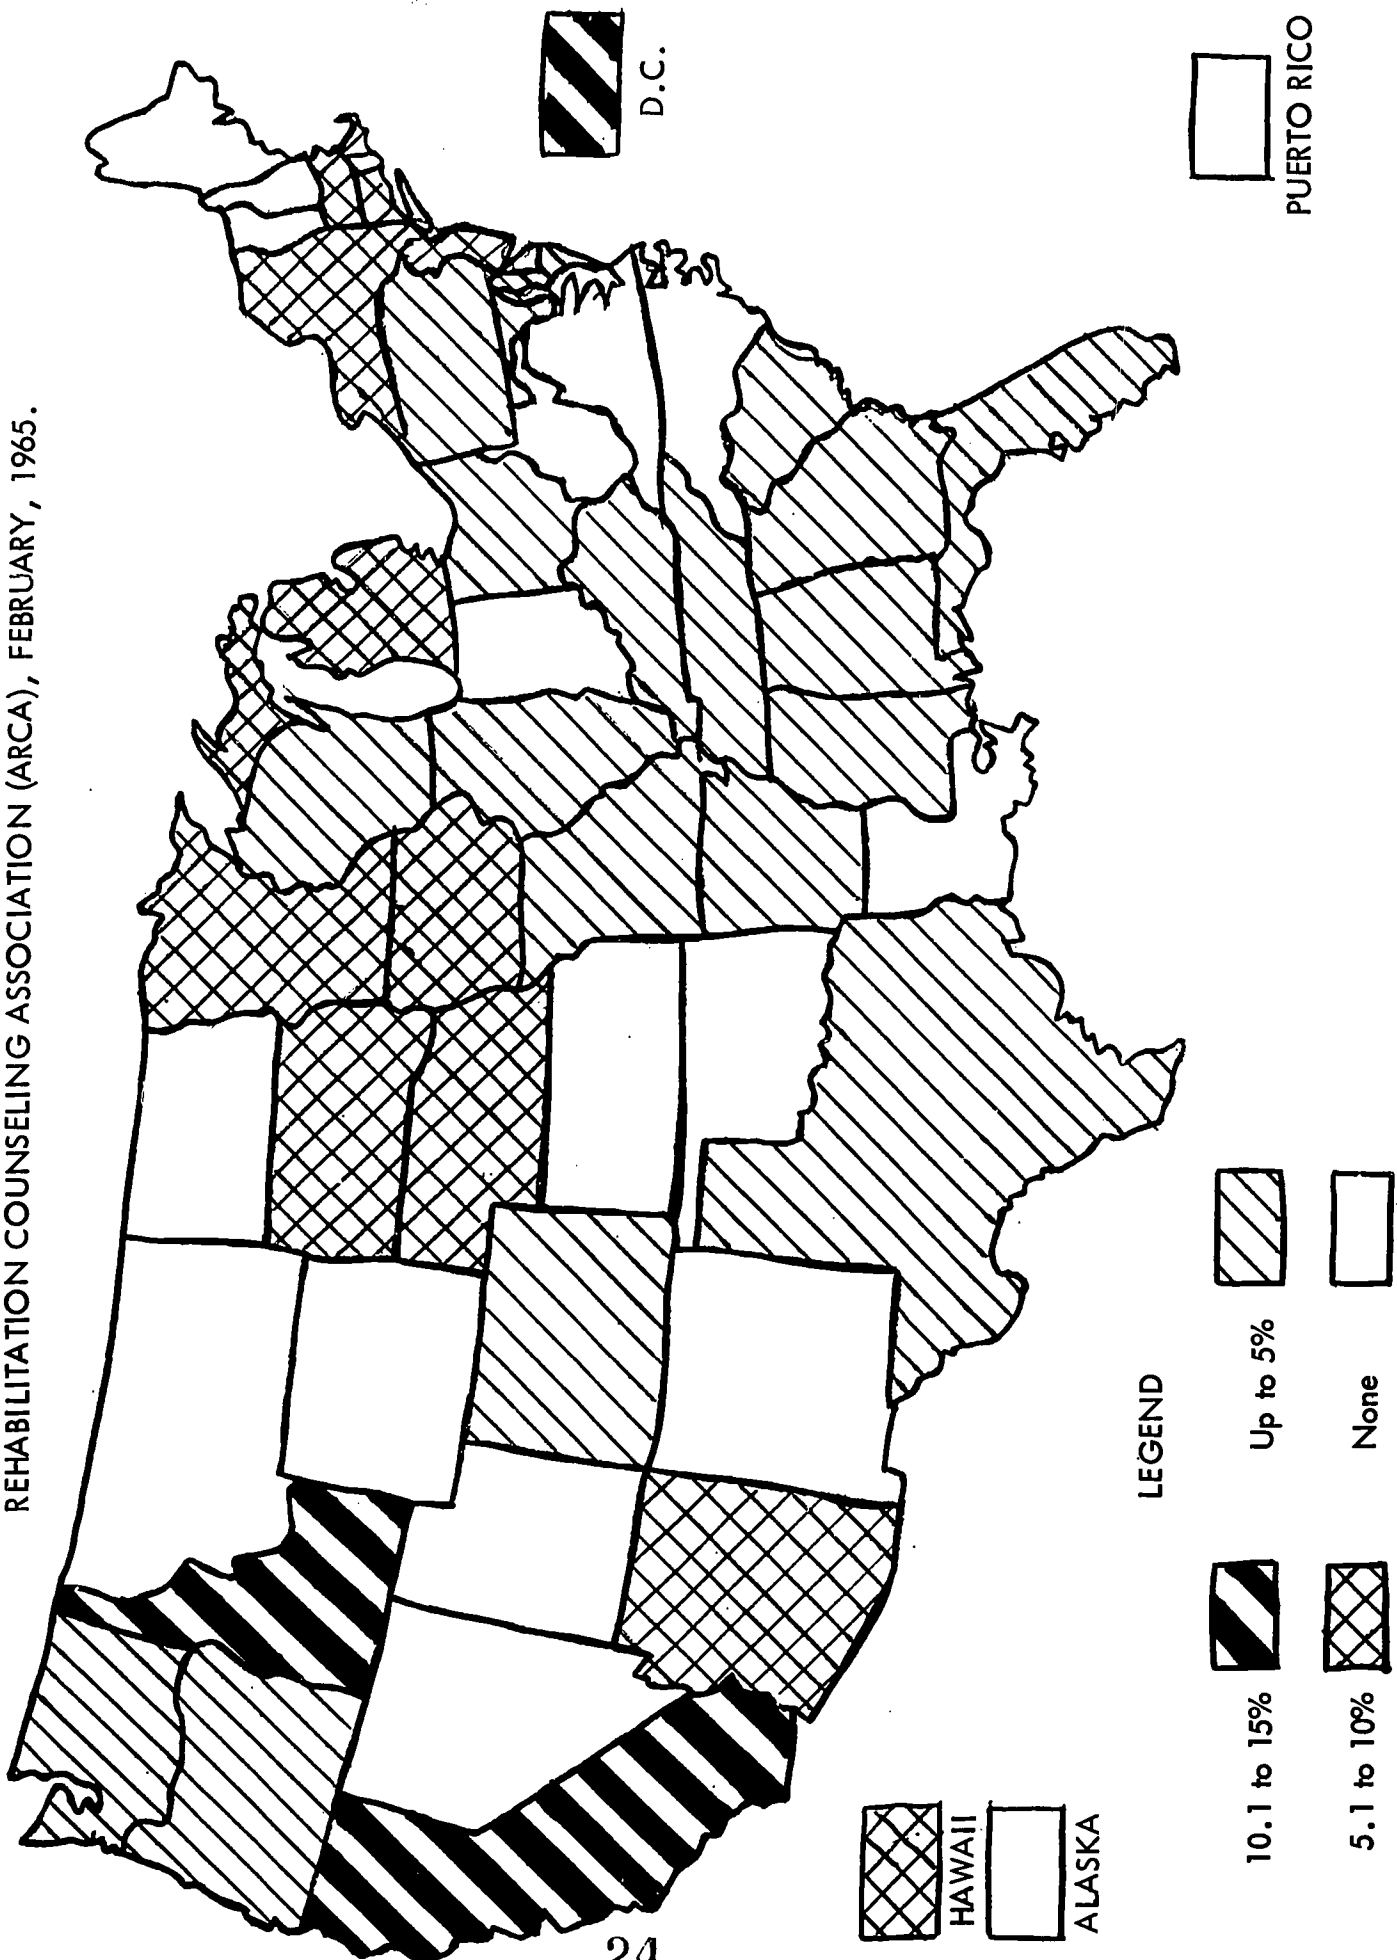 REHABILITATION COUNSELING ASSOCIATION (ARCA), FEBRUARY, 1965.
D.C.
PUERTO RICO
HAWAII
ALASKA
LEGEND
10.1 to 15%
Up to 5%
5.1 to 10%
None
24